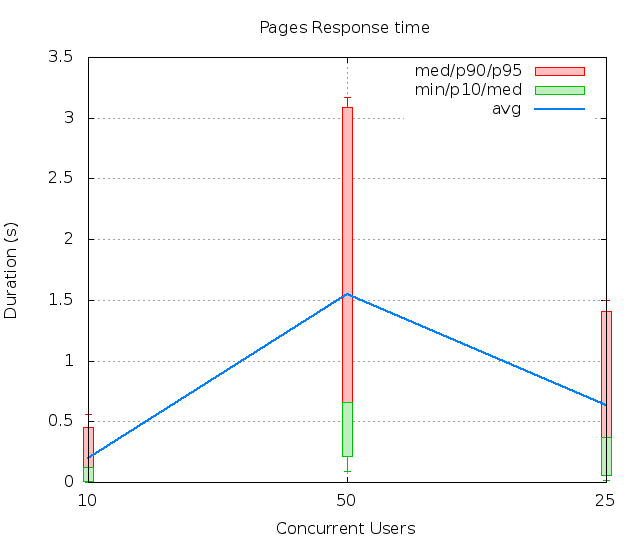 Pages Response time
med/p90/p95
min/p10/med
avg
3.5
3
2.5
2
1.5
1
0.5
0
Duration (s)
10 50 25
Concurrent Users